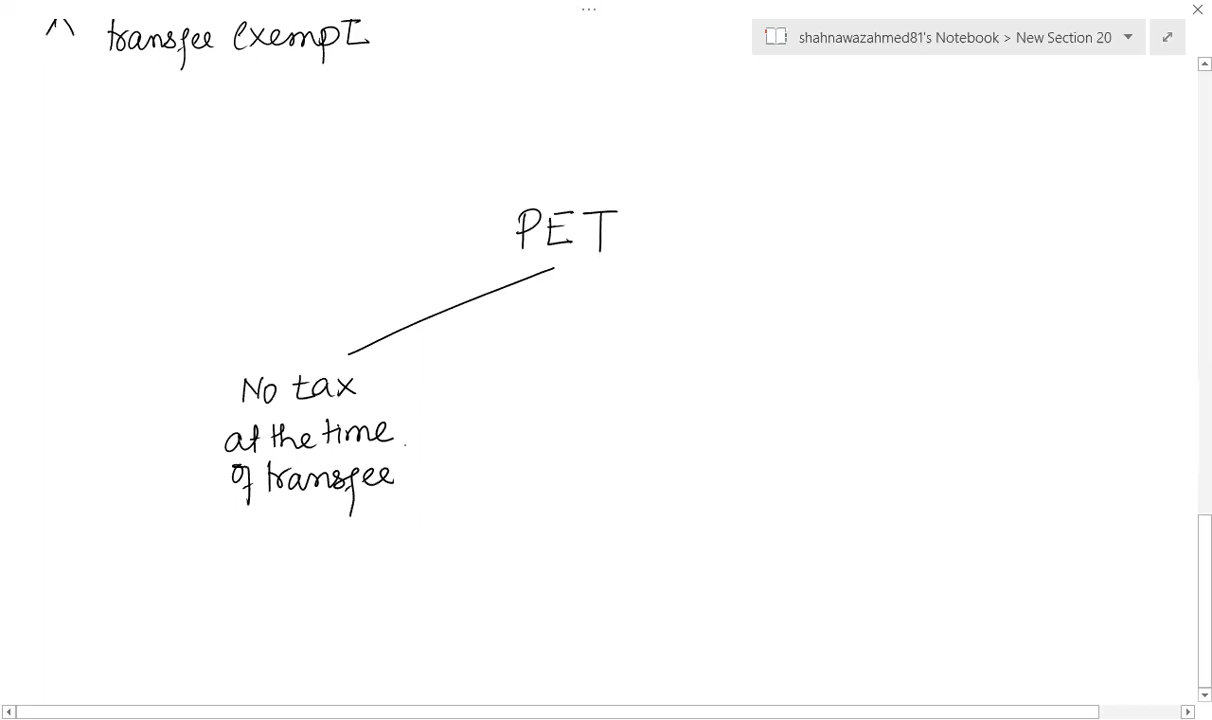 transfer exempt
shahnawazahmed81's Notebook > New Section 20
PET
No tax
at the time
of transfer